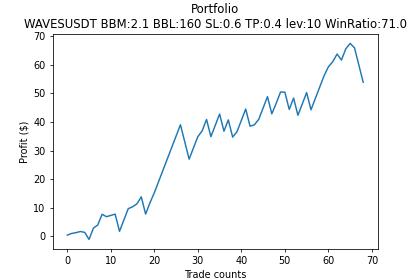 Portfolio
WAVESUSDT BBM:2.1 BBL:160 SL:0.6 TP:0.4 lev:10 WinRatio:71.0
70
60
50
40
30
20
10
0
Profit ($)
0 10 20 30 40 50 60 70
Trade counts